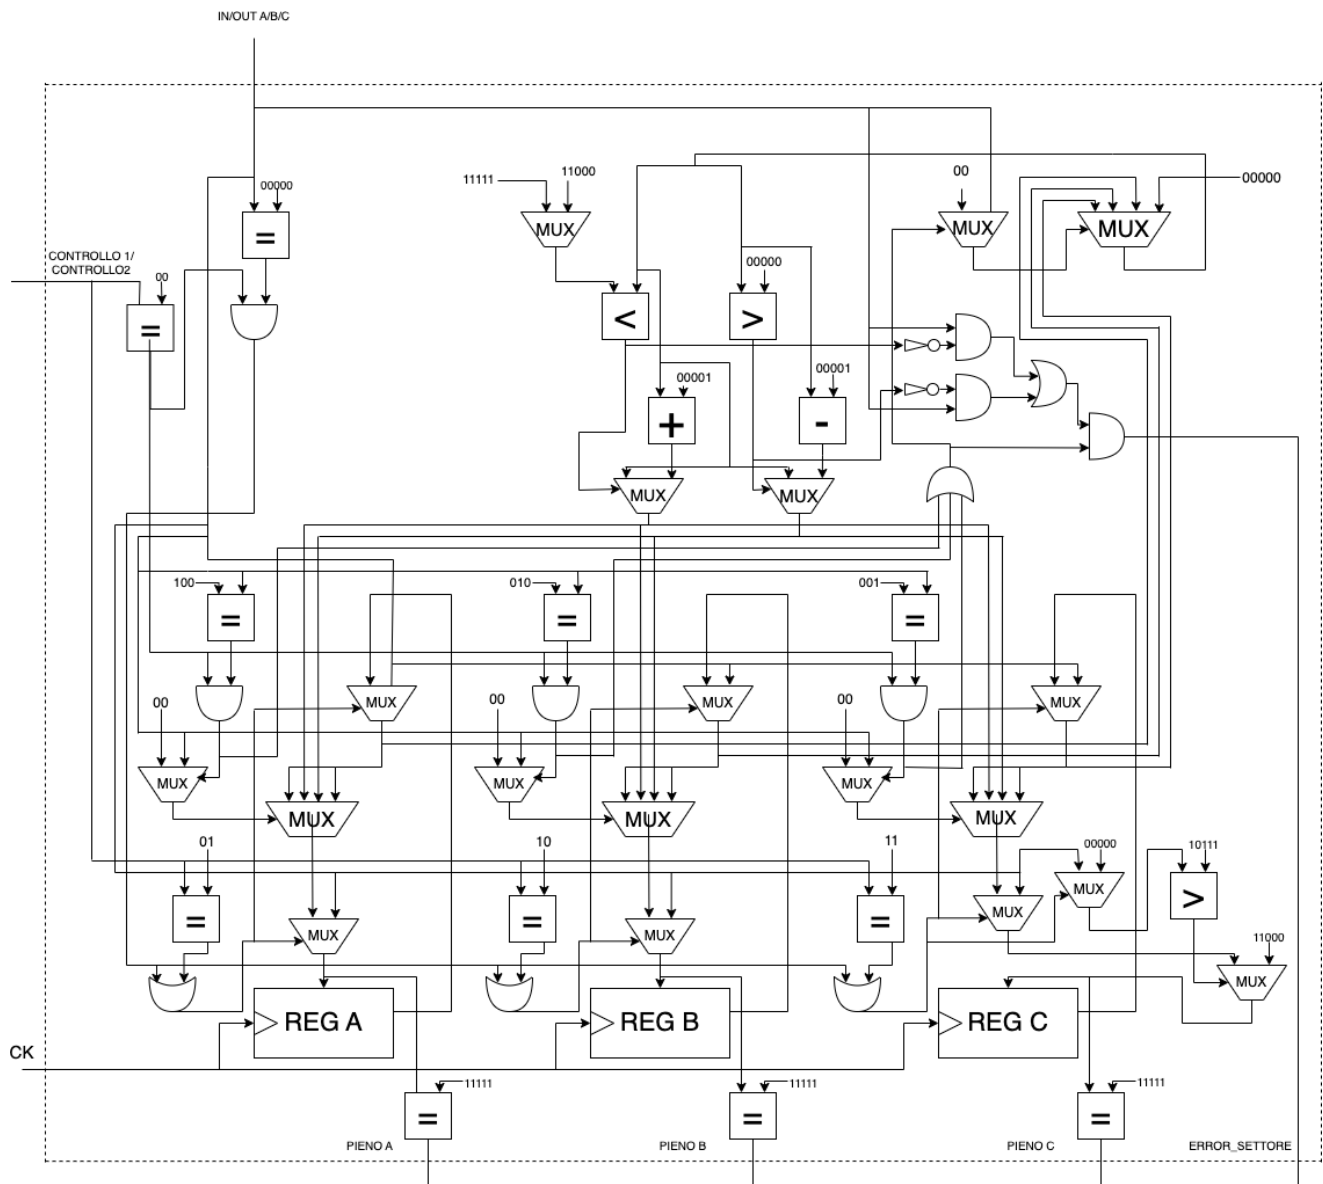 IN/OUT A/B/C
00000
=
CONTROLLO 1/
CONTROLLO2
00
=
11111
11000
MUX
00
MUX
MUX
00000
00000
<
>
00001
+
00001
-
MUX
MUX
100
=
010
=
001
=
MUX
MUX
MUX
00
MUX
00
MUX
00
MUX
MUX
MUX
MUX
01
=
10
=
11
=
00000
MUX
10111
>
MUX
MUX
MUX
11000
MUX
REG A
REG B
REG C
CK
11111
=
11111
=
11111
=
PIENO A
PIENO B
PIENO C
ERROR_SETTORE